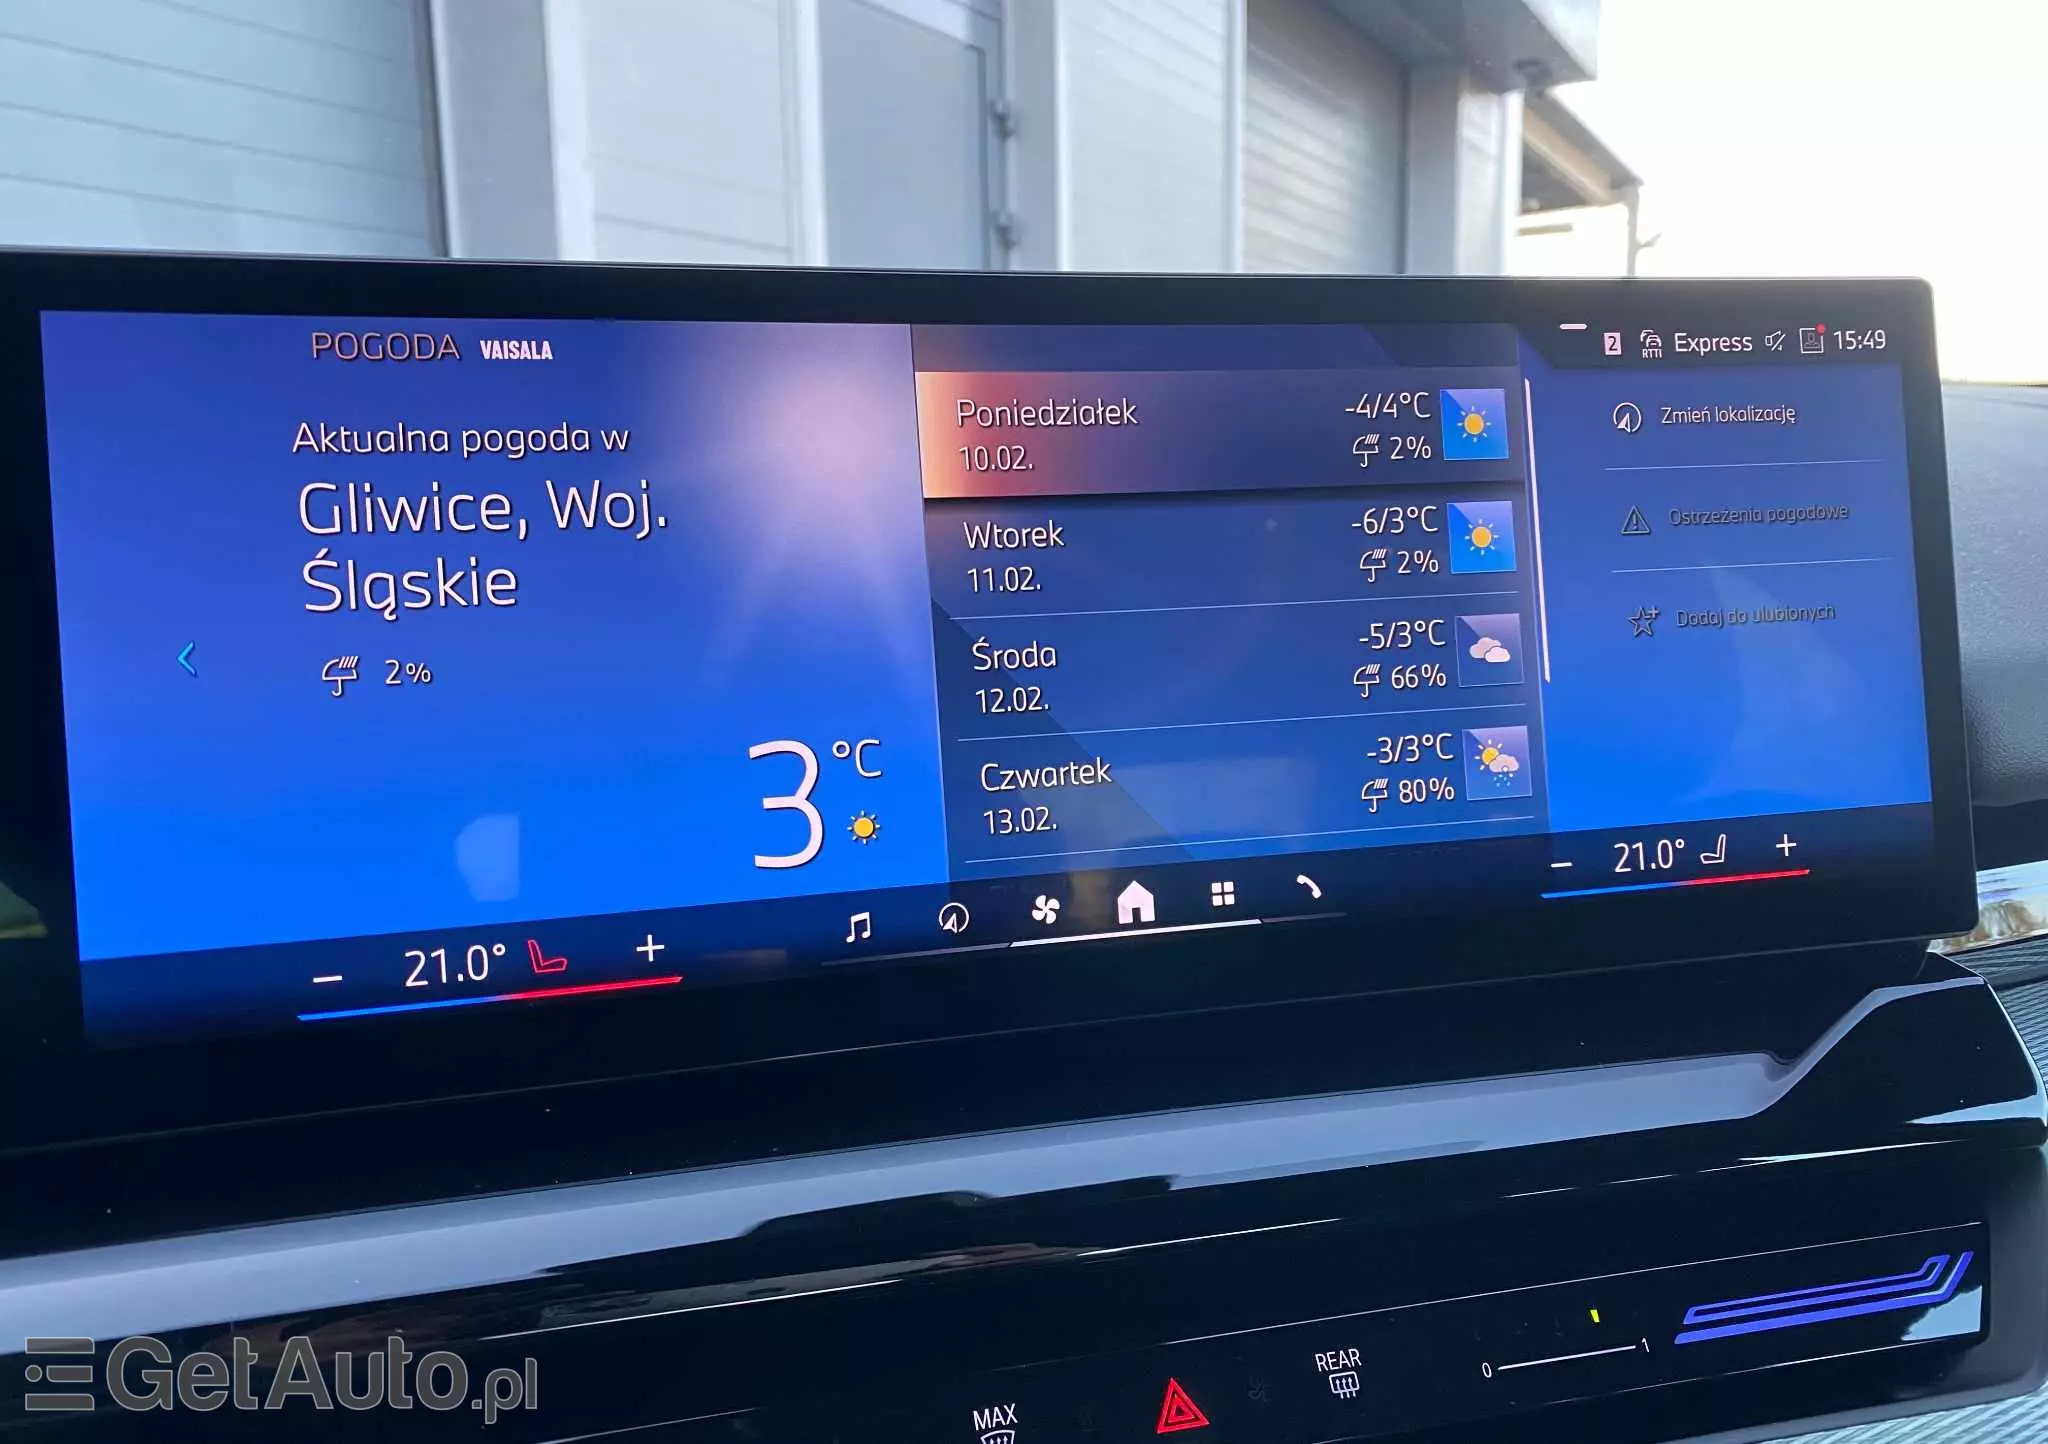 POGODA VAISALA
Aktualna pogoda w
Gliwice, Woj.
Śląskie
2%
3 °C
Poniedziałek -4/4°C
10.02. 2%
Wtorek -6/3°C
11.02. 2%
Środa -5/3°C
12.02. 66%
Czwartek -3/3°C
13.02. 80%
2 RTTI Express 15:49
Zmień lokalizację
Ostrzeżenia pogodowe
Dodaj do ulubionych
− 21.0° +
− 21.0° +
MAX
REAR
0 1
GetAuto.pl